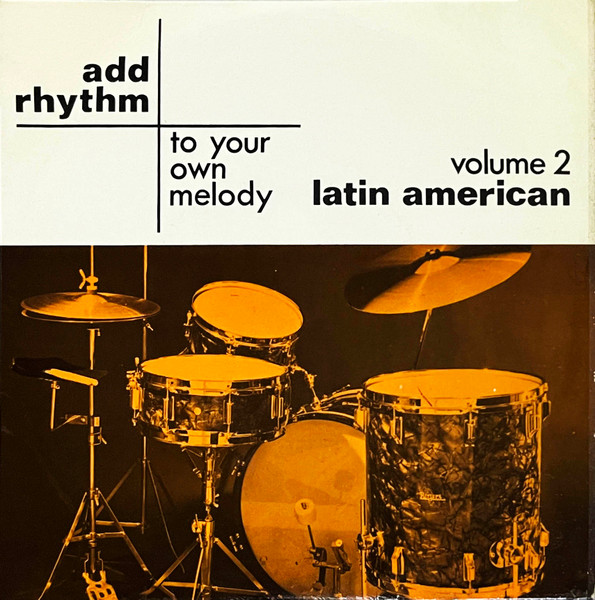 add
rhythm
to your
own
melody
volume 2
latin american